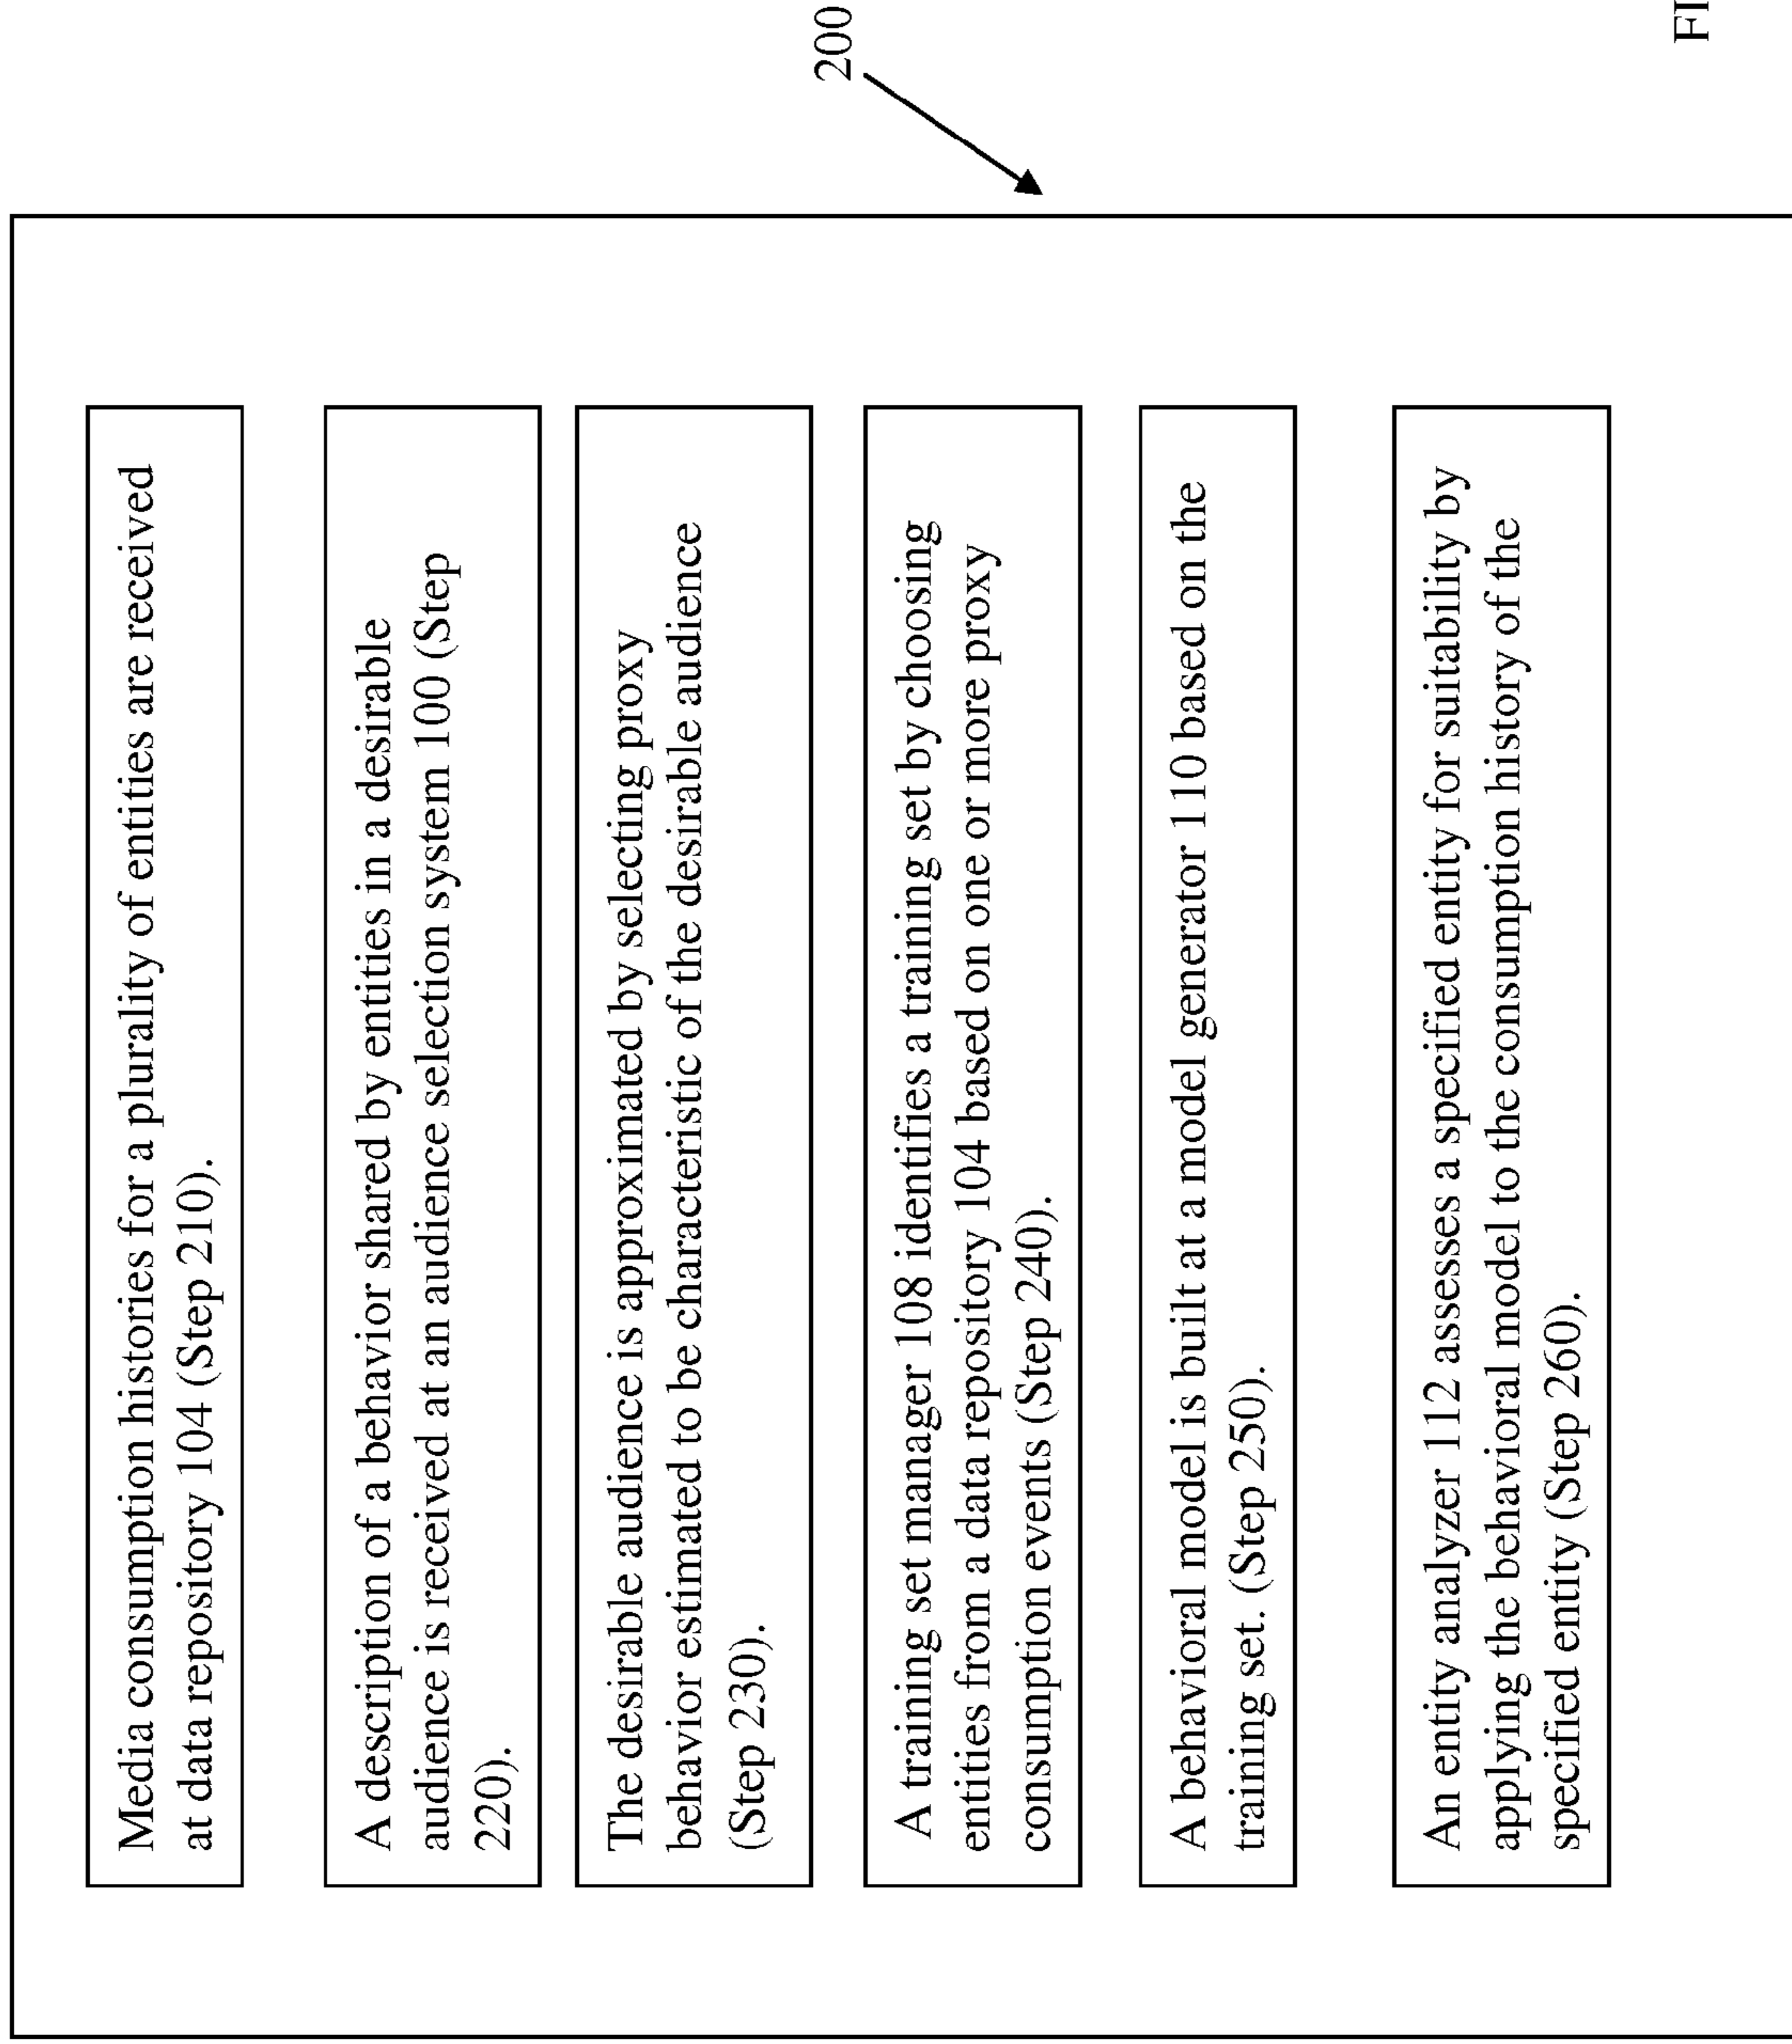 Media consumption histories for a plurality of entities are received
at data repository 104 (Step 210).
A description of a behavior shared by entities in a desirable
audience is received at an audience selection system 100 (Step
220).
The desirable audience is approximated by selecting proxy
behavior estimated to be characteristic of the desirable audience
(Step 230).
A training set manager 108 identifies a training set by choosing
entities from a data repository 104 based on one or more proxy
consumption events (Step 240).
A behavioral model is built at a model generator 110 based on the
training set. (Step 250).
An entity analyzer 112 assesses a specified entity for suitability by
applying the behavioral model to the consumption history of the
specified entity (Step 260).
200
FI